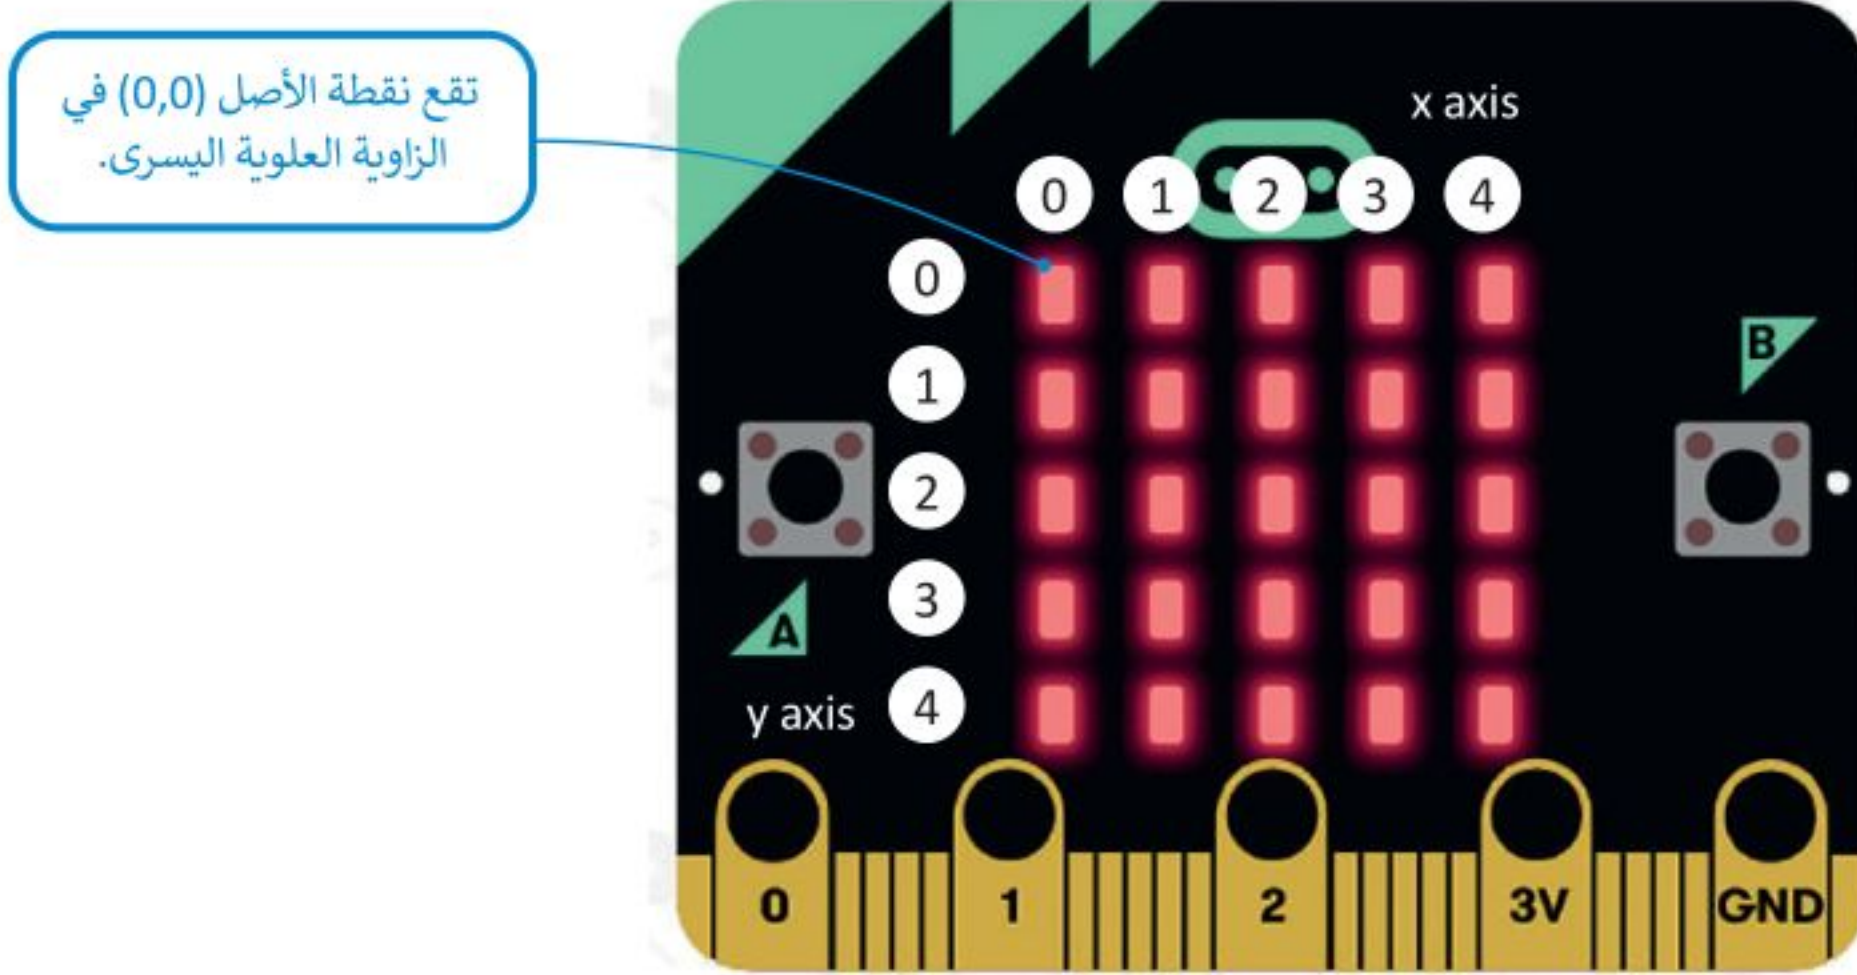 تقع نقطة الأصل (0,0) في
الزاوية العلوية اليسرى.
x axis
0 1 2 3 4
0
1
2
3
4
y axis
A
B
0 1 2 3V GND